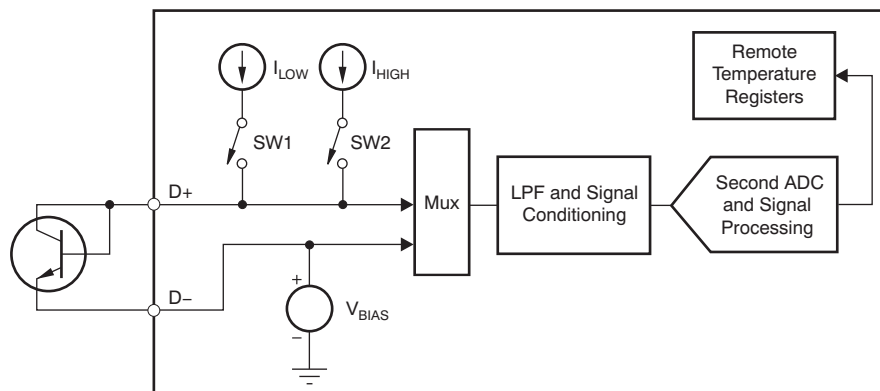 I_LOW
I_HIGH
SW1
SW2
Remote
Temperature
Registers
D+
Mux
LPF and Signal
Conditioning
Second ADC
and Signal
Processing
D−
+
V_BIAS
−